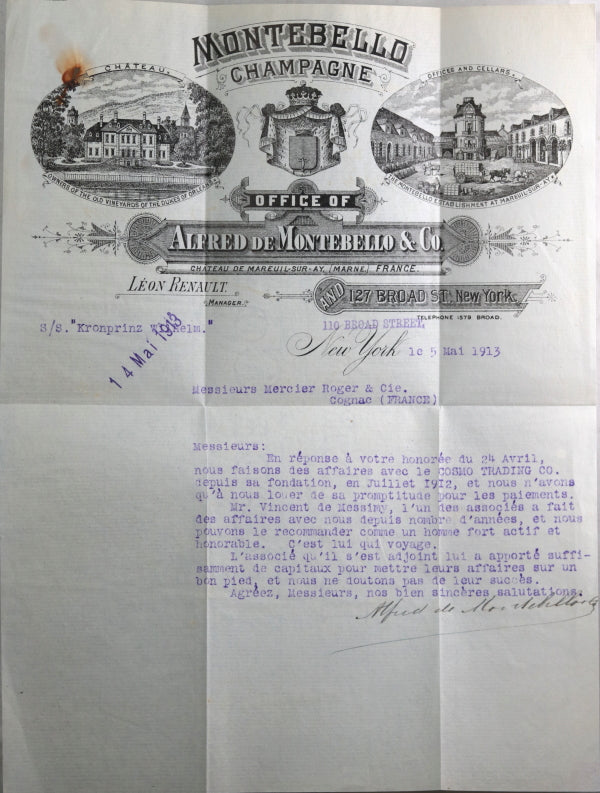 MONTEBELLO
CHAMPAGNE
CHATEAU.
OWNERS OF THE OLD VINEYARDS OF THE DUKES OF ORLEANS
OFFICES AND CELLARS.
THE MONTEBELLO ESTABLISHMENT AT MAREUIL-SUR-AY.
OFFICE OF
ALFRED DE MONTEBELLO & CO.
CHATEAU DE MAREUIL-SUR-AY, (MARNE), FRANCE.
LÉON RENAULT.
MANAGER.
AND 127 BROAD ST. New York.
TELEPHONE 1579 BROAD.
S/S. "Kronprinz Wilhelm."
110 BROAD STREET,
14 Mai 1913
New York le 5 Mai 1913
Messieurs Mercier Roger & Cie.
Cognac (FRANCE)
Messieurs:
En réponse à votre honorée du 24 Avril,
nous faisons des affaires avec le COSMO TRADING CO.
depuis sa fondation, en Juillet 1912, et nous n'avons
qu'à nous louer de sa promptitude pour les paiements.
Mr. Vincent de Messimy, l'un des associés a fait
des affaires avec nous depuis nombre d'années, et nous
pouvons le recommander comme un homme fort actif et
honorable. C'est lui qui voyage.
L'associé qu'il s'est adjoint lui a apporté suffi-
samment de capitaux pour mettre leurs affaires sur un
bon pied, et nous ne doutons pas de leur succès.
Agréez, Messieurs, nos bien sincères salutations.
Alfred de Montebello & Co